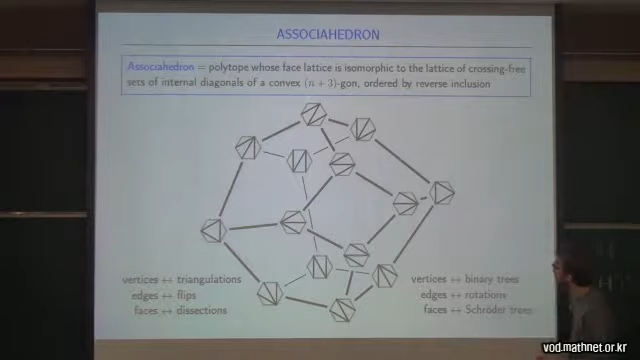 ASSOCIAHEDRON
Associahedron = polytope whose face lattice is isomorphic to the lattice of crossing-free
sets of internal diagonals of a convex (n + 3)-gon, ordered by reverse inclusion
vertices ↔ triangulations
edges ↔ flips
faces ↔ dissections
vertices ↔ binary trees
edges ↔ rotations
faces ↔ Schröder trees
vod.mathnet.or.kr